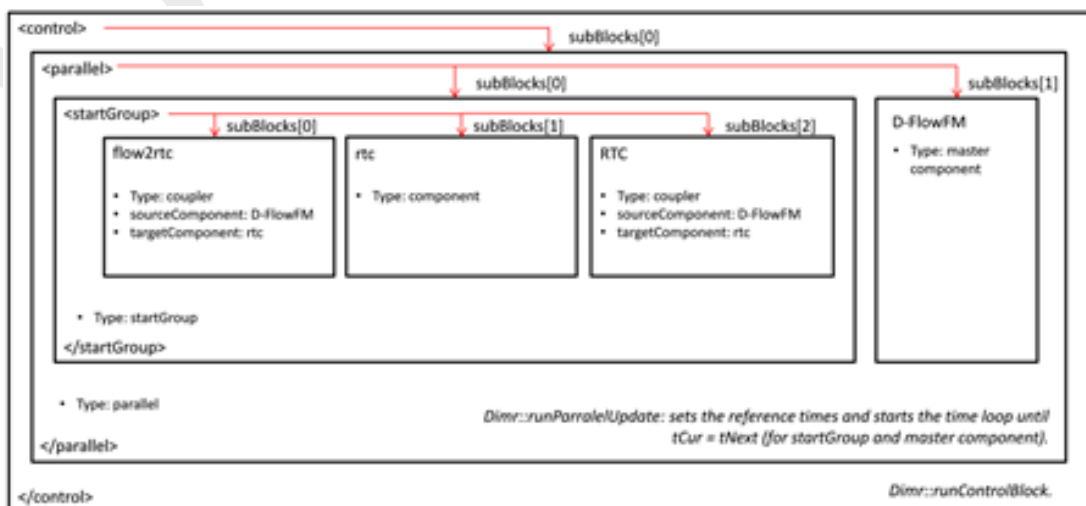 <control>
subBlocks[0]
<parallel>
subBlocks[0]
subBlocks[1]
<startGroup>
subBlocks[0]
subBlocks[1]
subBlocks[2]
flow2rtc
• Type: coupler
• sourceComponent: D-FlowFM
• targetComponent: rtc
rtc
• Type: component
RTC
• Type: coupler
• sourceComponent: D-FlowFM
• targetComponent: rtc
D-FlowFM
• Type: master
component
• Type: startGroup
</startGroup>
• Type: parallel
Dimr::runParralelUpdate: sets the reference times and starts the time loop until
tCur = tNext (for startGroup and master component).
</parallel>
Dimr::runControlBlock.
</control>